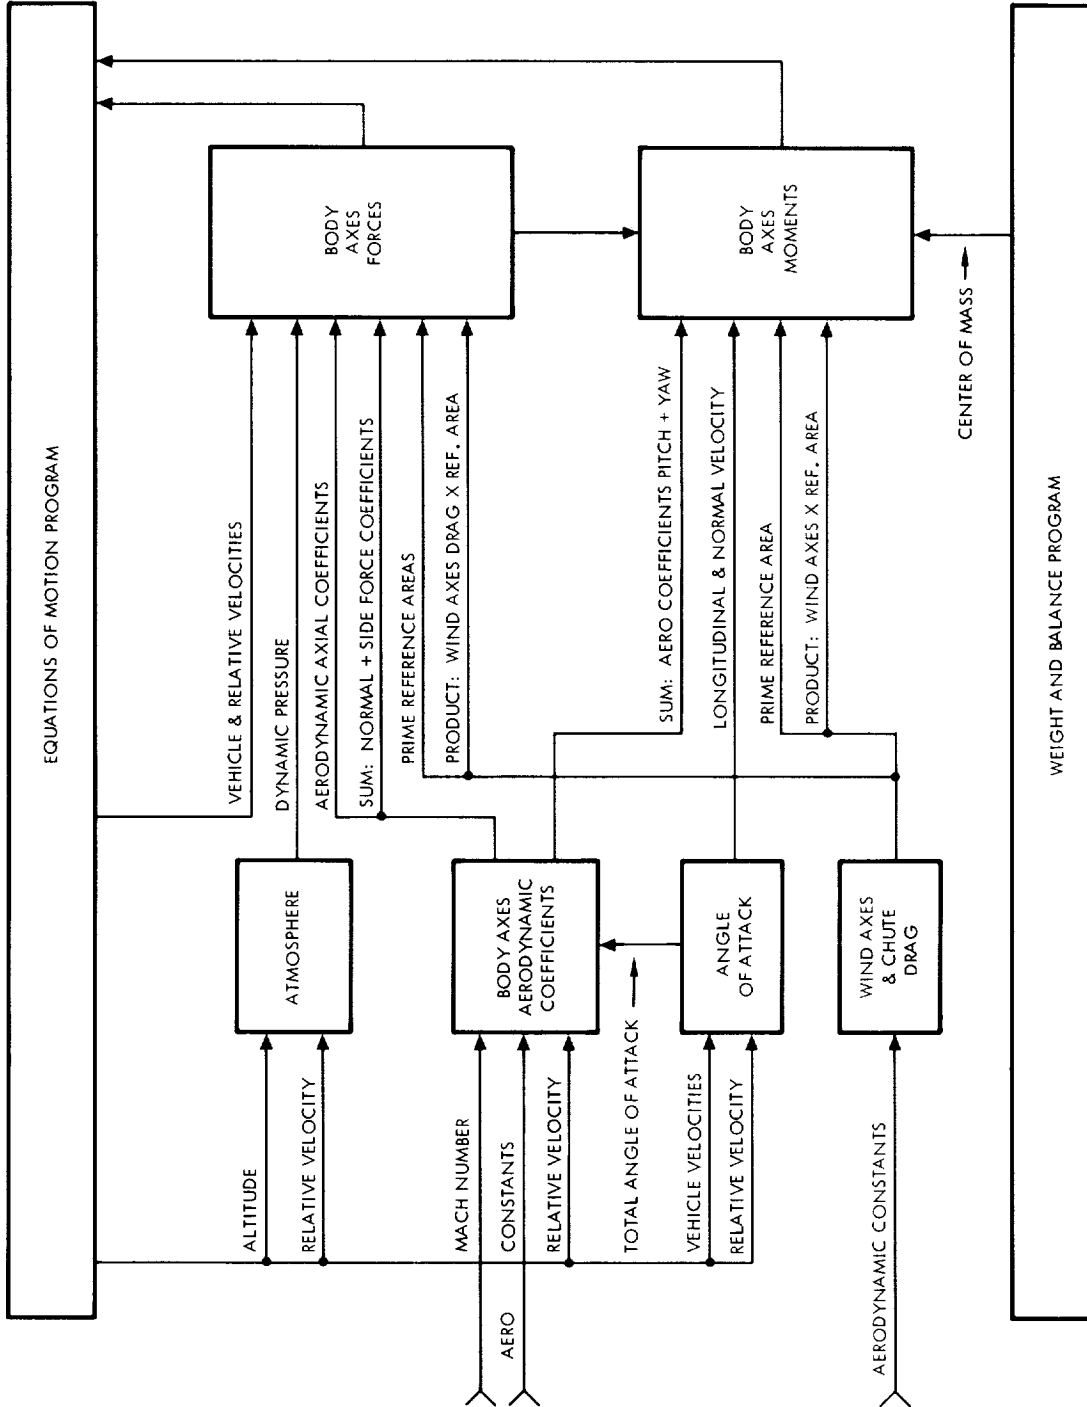 EQUATIONS OF MOTION PROGRAM
ALTITUDE
RELATIVE VELOCITY
ATMOSPHERE
VEHICLE & RELATIVE VELOCITIES
DYNAMIC PRESSURE
AERODYNAMIC AXIAL COEFFICIENTS
SUM: NORMAL + SIDE FORCE COEFFICIENTS
PRIME REFERENCE AREAS
PRODUCT: WIND AXES DRAG X REF. AREA
BODY
AXES
FORCES
MACH NUMBER
AERO CONSTANTS
RELATIVE VELOCITY
BODY AXES
AERODYNAMIC
COEFFICIENTS
TOTAL ANGLE OF ATTACK
VEHICLE VELOCITIES
RELATIVE VELOCITY
ANGLE
OF ATTACK
SUM: AERO COEFFICIENTS PITCH + YAW
LONGITUDINAL & NORMAL VELOCITY
PRIME REFERENCE AREA
PRODUCT: WIND AXES X REF. AREA
BODY
AXES
MOMENTS
AERODYNAMIC CONSTANTS
WIND AXES
& CHUTE
DRAG
CENTER OF MASS
WEIGHT AND BALANCE PROGRAM